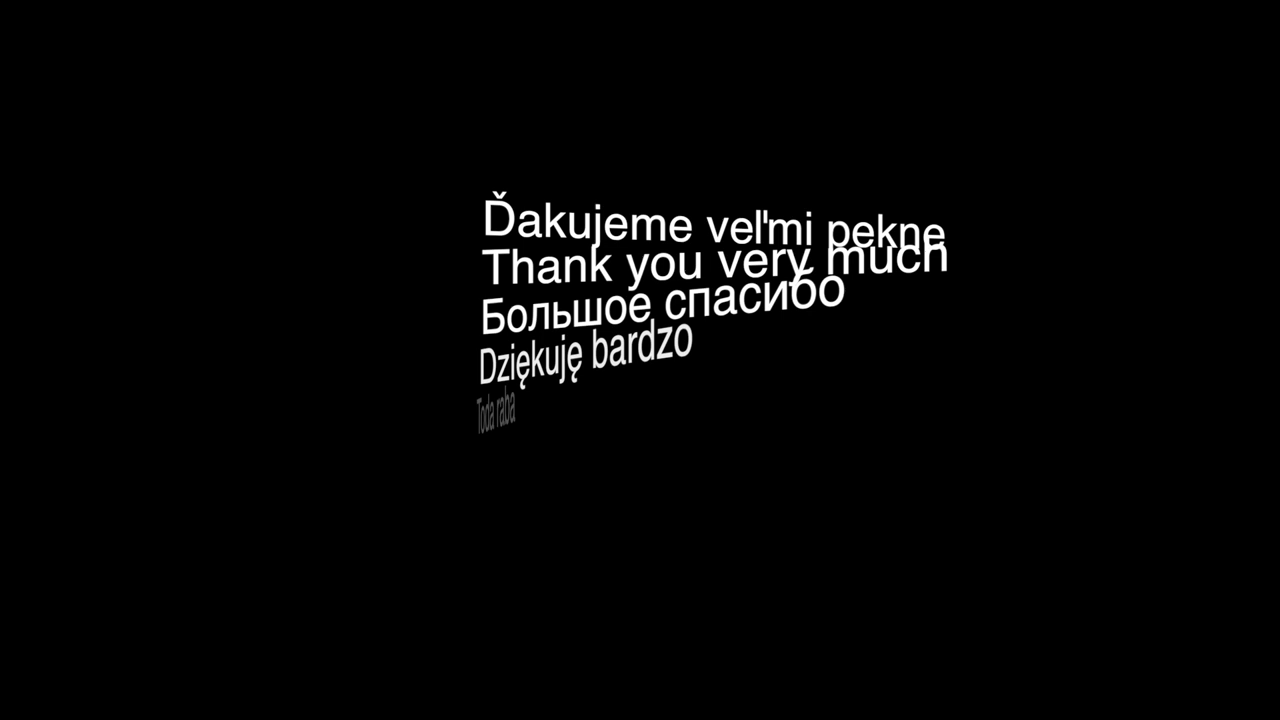 Ďakujeme veľmi pekne
Thank you very much
Большое спасибо
Dziękuję bardzo
Toda raba